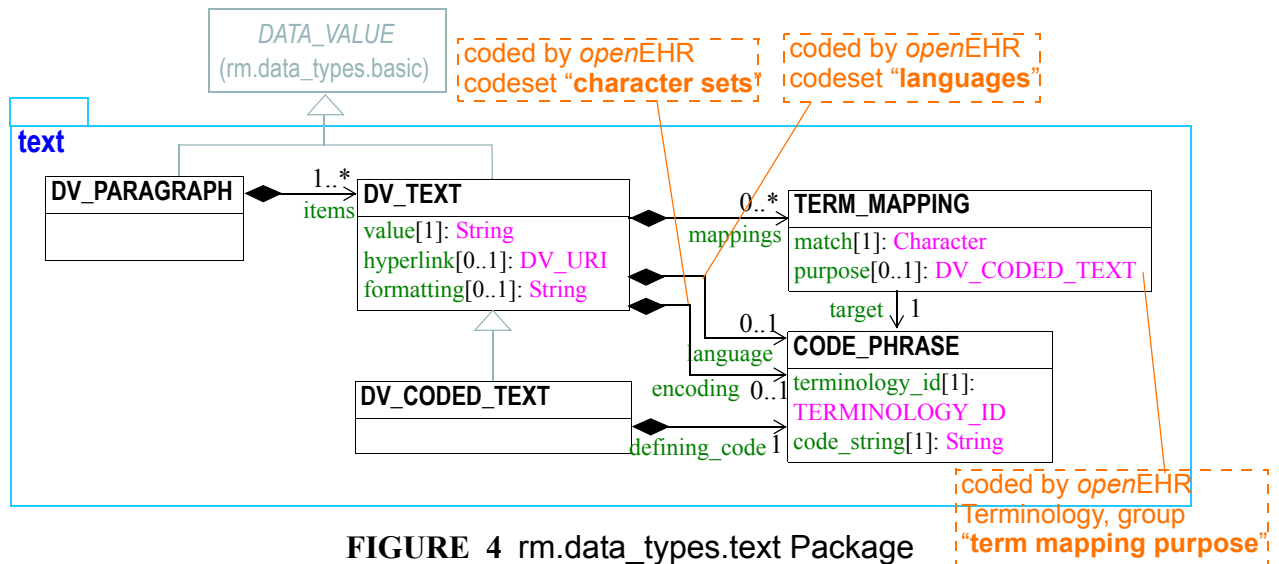 DATA_VALUE
(rm.data_types.basic)
coded by openEHR
codeset “character sets”
coded by openEHR
codeset “languages”
text
DV_PARAGRAPH
1..*
items
DV_TEXT
value[1]: String
hyperlink[0..1]: DV_URI
formatting[0..1]: String
0..*
mappings
TERM_MAPPING
match[1]: Character
purpose[0..1]: DV_CODED_TEXT
target 1
0..1
language
encoding 0..1
CODE_PHRASE
terminology_id[1]:
TERMINOLOGY_ID
code_string[1]: String
DV_CODED_TEXT
defining_code 1
coded by openEHR
Terminology, group
“term mapping purpose”
FIGURE 4 rm.data_types.text Package